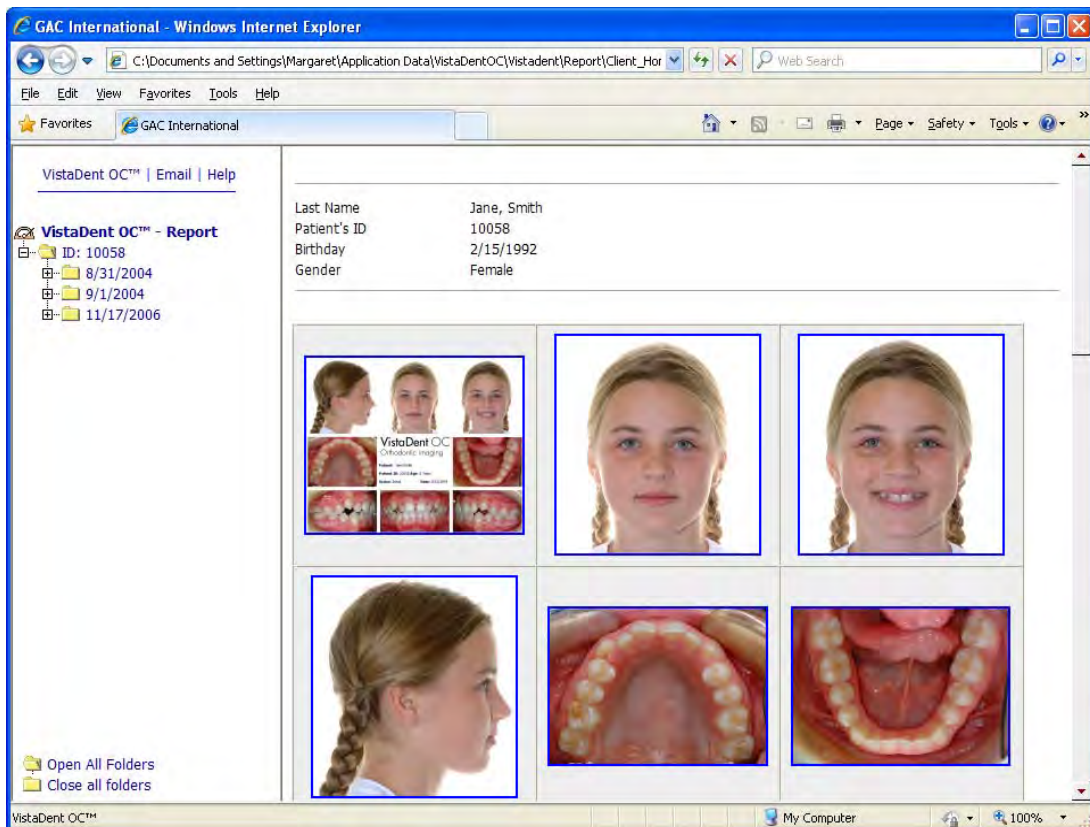 GAC International - Windows Internet Explorer
C:\Documents and Settings\Margaret\Application Data\VistaDentOC\Vistadent\Report\Client_Hor
Web Search
File Edit View Favorites Tools Help
Favorites
GAC International
Page
Safety
Tools
VistaDent OC™ | Email | Help
VistaDent OC™ - Report
ID: 10058
8/31/2004
9/1/2004
11/17/2006
Open All Folders
Close all folders
Last Name Jane, Smith
Patient's ID 10058
Birthday 2/15/1992
Gender Female
VistaDent OC
Orthodontic Imaging
VistaDent OC™
My Computer
100%